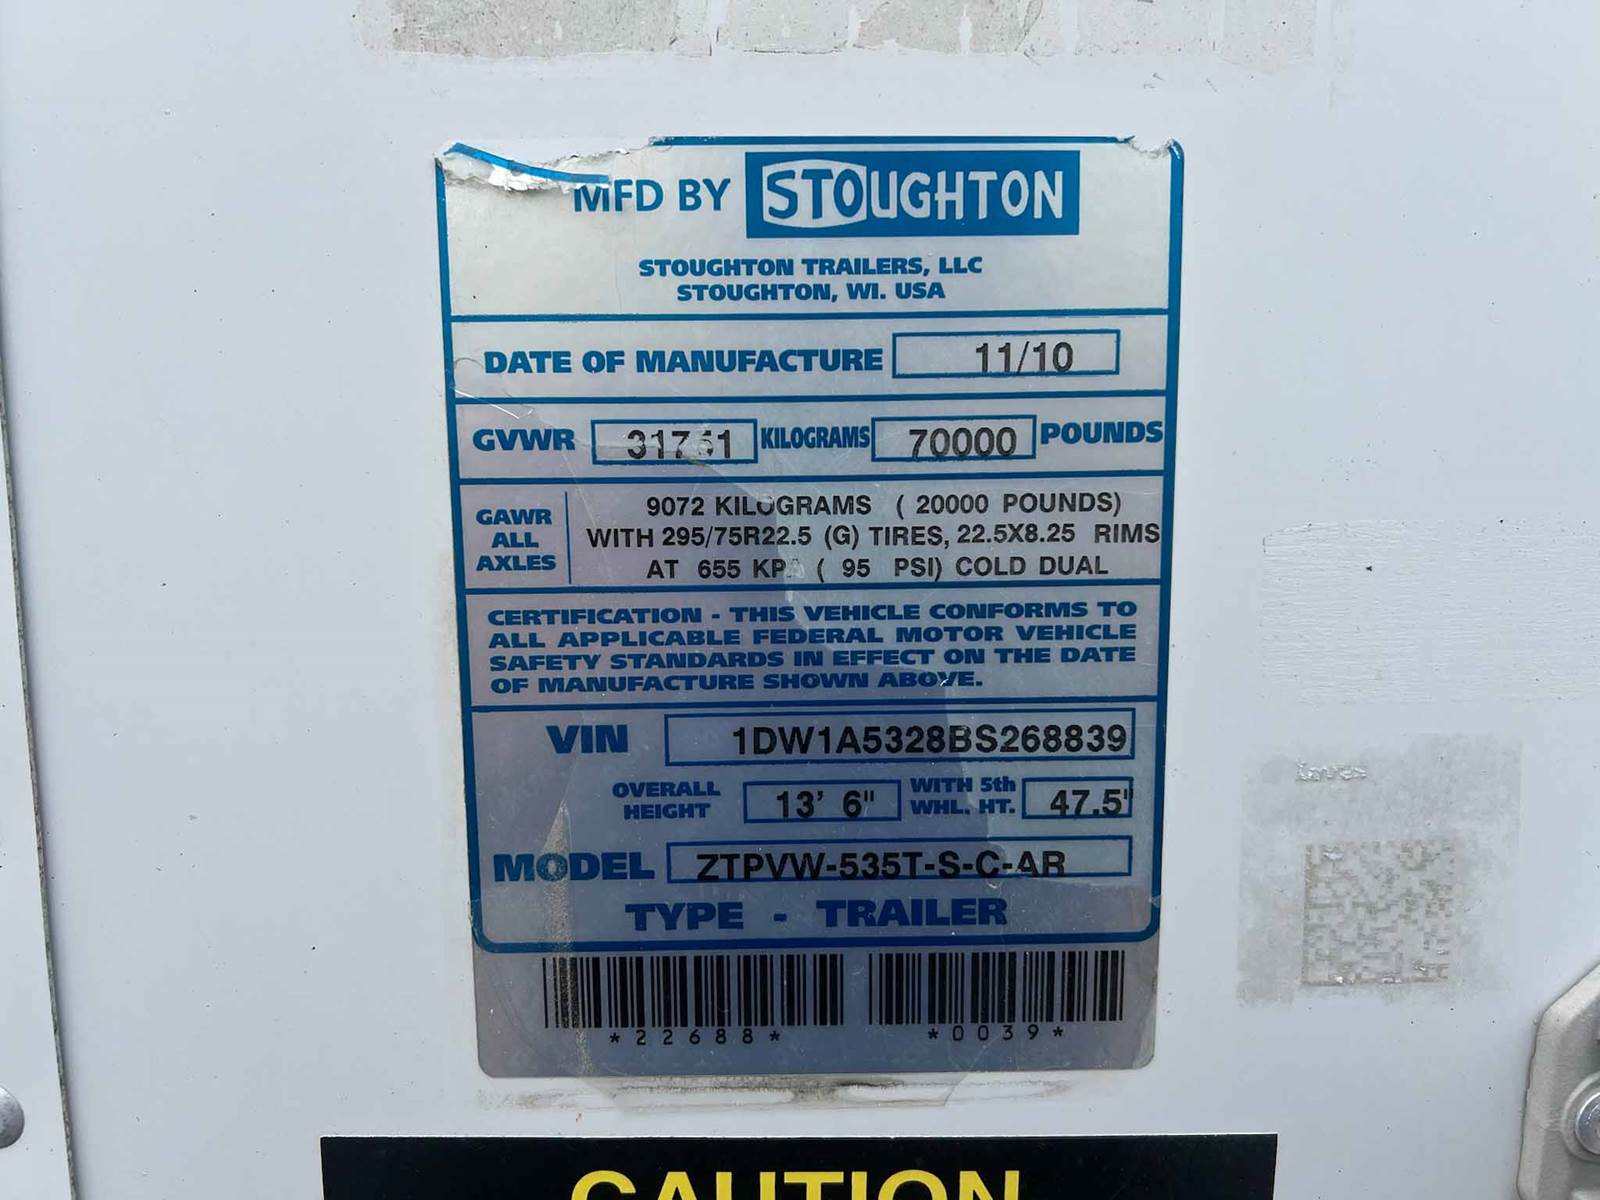 MFD BY STOUGHTON
STOUGHTON TRAILERS, LLC
STOUGHTON, WI. USA
DATE OF MANUFACTURE 11/10
GVWR 31751 KILOGRAMS 70000 POUNDS
GAWR ALL AXLES
9072 KILOGRAMS ( 20000 POUNDS)
WITH 295/75R22.5 (G) TIRES, 22.5X8.25 RIMS
AT 655 KPA ( 95 PSI) COLD DUAL
CERTIFICATION - THIS VEHICLE CONFORMS TO
ALL APPLICABLE FEDERAL MOTOR VEHICLE
SAFETY STANDARDS IN EFFECT ON THE DATE
OF MANUFACTURE SHOWN ABOVE.
VIN 1DW1A5328BS268839
OVERALL HEIGHT 13' 6" WITH 5th WHL. HT. 47.5"
MODEL ZTPVW-535T-S-C-AR
TYPE - TRAILER
*22688* *0039*
CAUTION